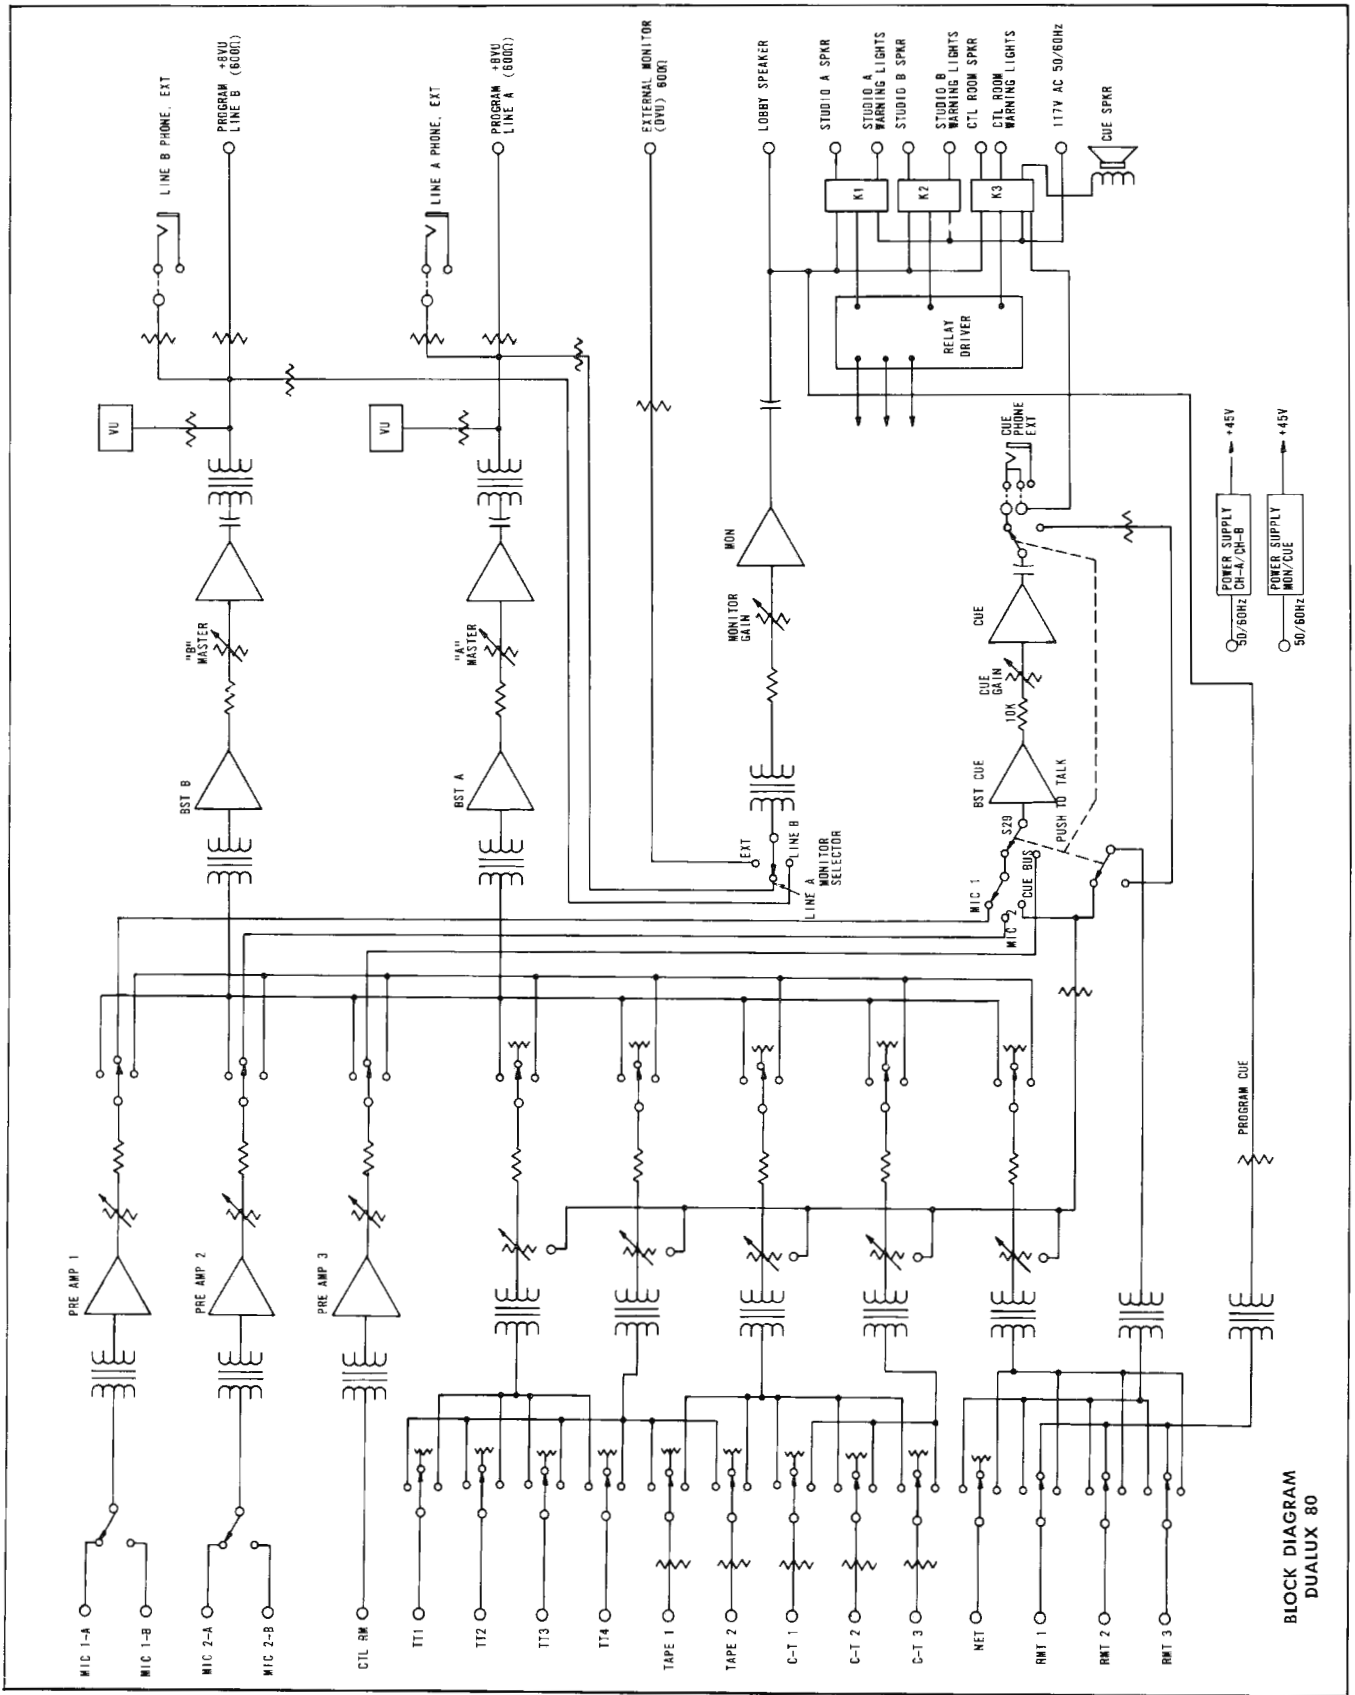 MIC 1-A
MIC 1-B
MIC 2-A
MIC 2-B
CTL RM
TT1
TT2
TT3
TT4
TAPE 1
TAPE 2
C-T 1
C-T 2
C-T 3
NET
RMT 1
RMT 2
RMT 3
PRE AMP 1
PRE AMP 2
PRE AMP 3
BST B
"B"
MASTER
VU
LINE B PHONE, EXT
PROGRAM +8VU
LINE B (600Ω)
BST A
"A"
MASTER
VU
LINE A PHONE, EXT
PROGRAM +8VU
LINE A (600Ω)
EXTERNAL MONITOR
(0VU) 600Ω
EXT
LINE B
LINE A
MONITOR
SELECTOR
MONITOR
GAIN
MON
LOBBY SPEAKER
STUDIO A SPKR
STUDIO A
WARNING LIGHTS
STUDIO B SPKR
STUDIO B
WARNING LIGHTS
CTL ROOM SPKR
CTL ROOM
WARNING LIGHTS
117V AC 50/60Hz
CUE SPKR
K1
K2
K3
RELAY
DRIVER
MIC 1
MIC 2
CUE BUS
S29
PUSH TO TALK
BST CUE
10K
CUE
GAIN
CUE
CUE
PHONE
EXT
PROGRAM CUE
50/60Hz
POWER SUPPLY
CH-A/CH-B
+45V
50/60Hz
POWER SUPPLY
MON/CUE
+45V
BLOCK DIAGRAM
DUALUX 80